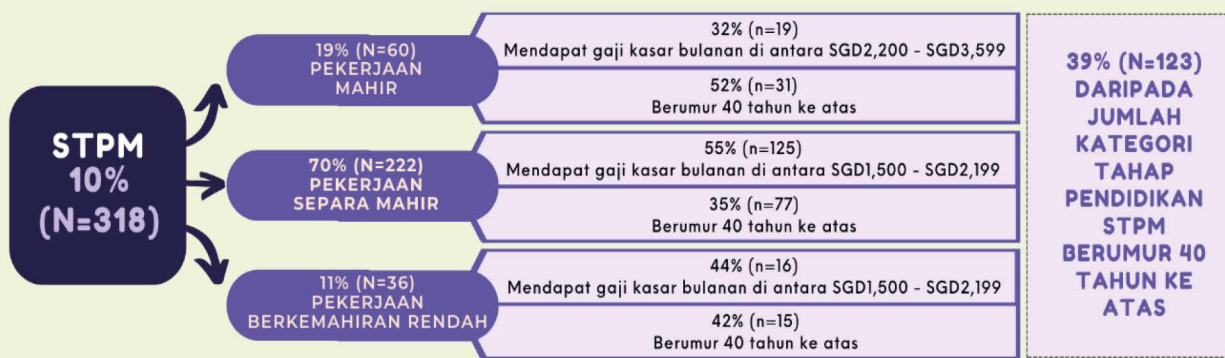 STPM
10%
(N=318)
19% (N=60)
PEKERJAAN
MAHIR
32% (n=19)
Mendapat gaji kasar bulanan di antara SGD2,200 - SGD3,599
52% (n=31)
Berumur 40 tahun ke atas
70% (N=222)
PEKERJAAN
SEPARA MAHIR
55% (n=125)
Mendapat gaji kasar bulanan di antara SGD1,500 - SGD2,199
35% (n=77)
Berumur 40 tahun ke atas
11% (N=36)
PEKERJAAN
BERKEMAHIRAN RENDAH
44% (n=16)
Mendapat gaji kasar bulanan di antara SGD1,500 - SGD2,199
42% (n=15)
Berumur 40 tahun ke atas
39% (N=123)
DARIPADA
JUMLAH
KATEGORI
TAHAP
PENDIDIKAN
STPM
BERUMUR 40
TAHUN KE
ATAS